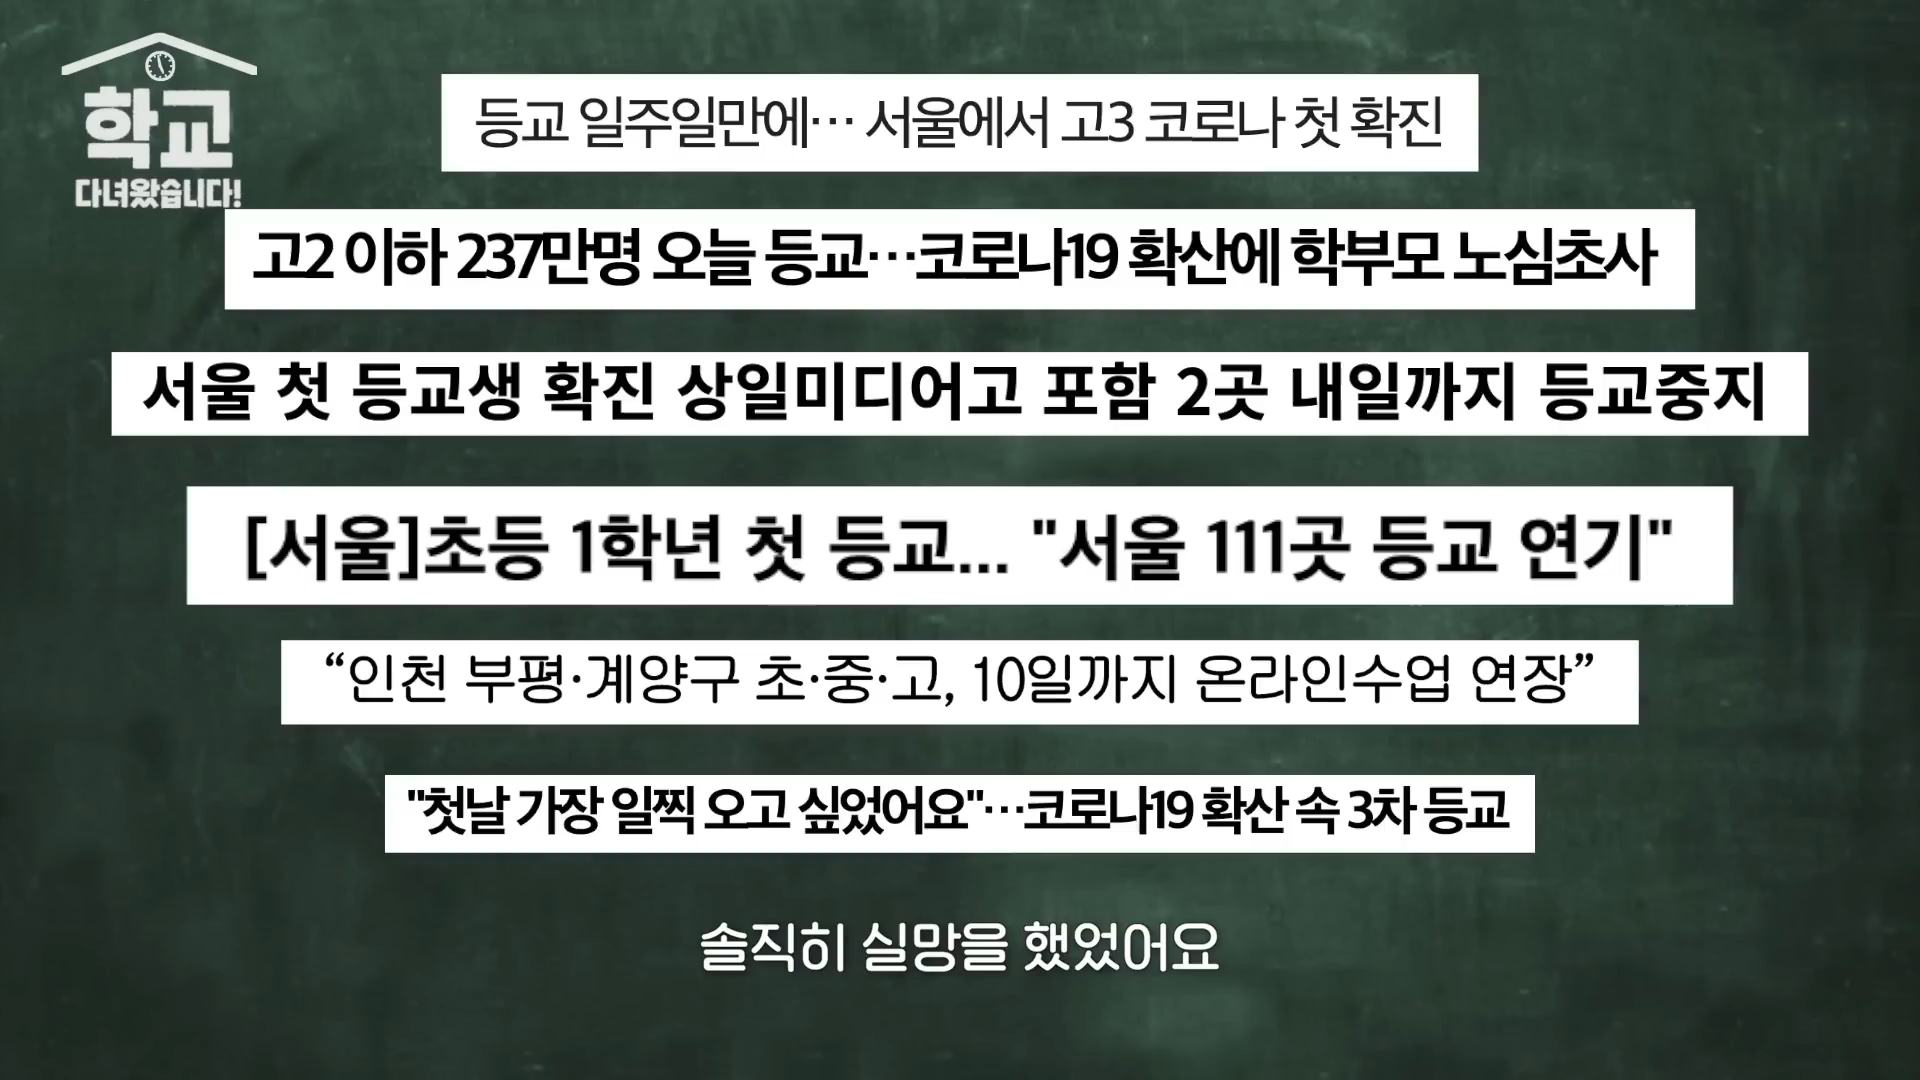 학교
다녀왔습니다!
등교 일주일만에… 서울에서 고3 코로나 첫 확진
고2 이하 237만명 오늘 등교…코로나19 확산에 학부모 노심초사
서울 첫 등교생 확진 상일미디어고 포함 2곳 내일까지 등교중지
[서울]초등 1학년 첫 등교... "서울 111곳 등교 연기"
“인천 부평·계양구 초·중·고, 10일까지 온라인수업 연장”
"첫날 가장 일찍 오고 싶었어요"…코로나19 확산 속 3차 등교
솔직히 실망을 했었어요